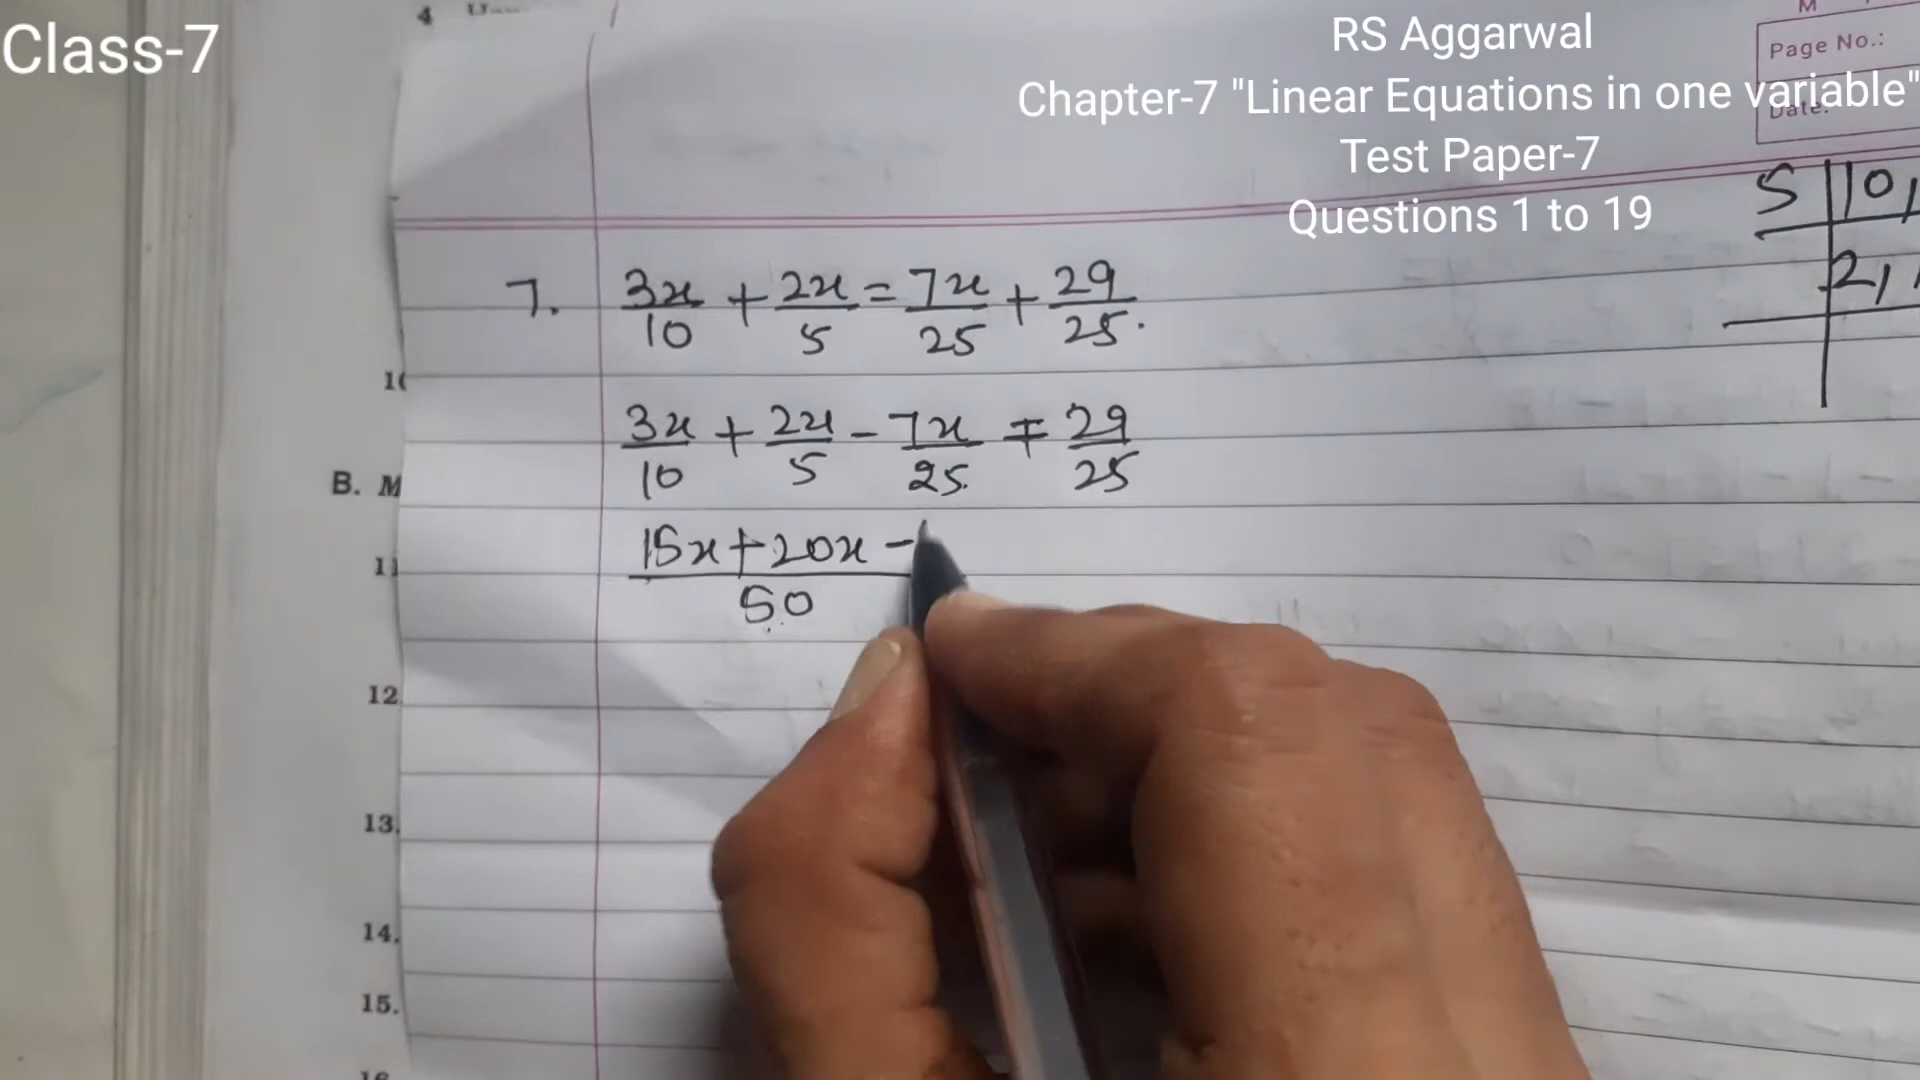 Class-7
RS Aggarwal
Chapter-7 "Linear Equations in one variable"
Test Paper-7
Questions 1 to 19
4
M
Page No.:
Date:
5 | 10,
2,
7. 3x/10 + 2x/5 = 7x/25 + 29/25.
10
3x/10 + 2x/5 - 7x/25 = 29/25
B. M
15x+20x-
50
11
12
13.
14.
15.
16